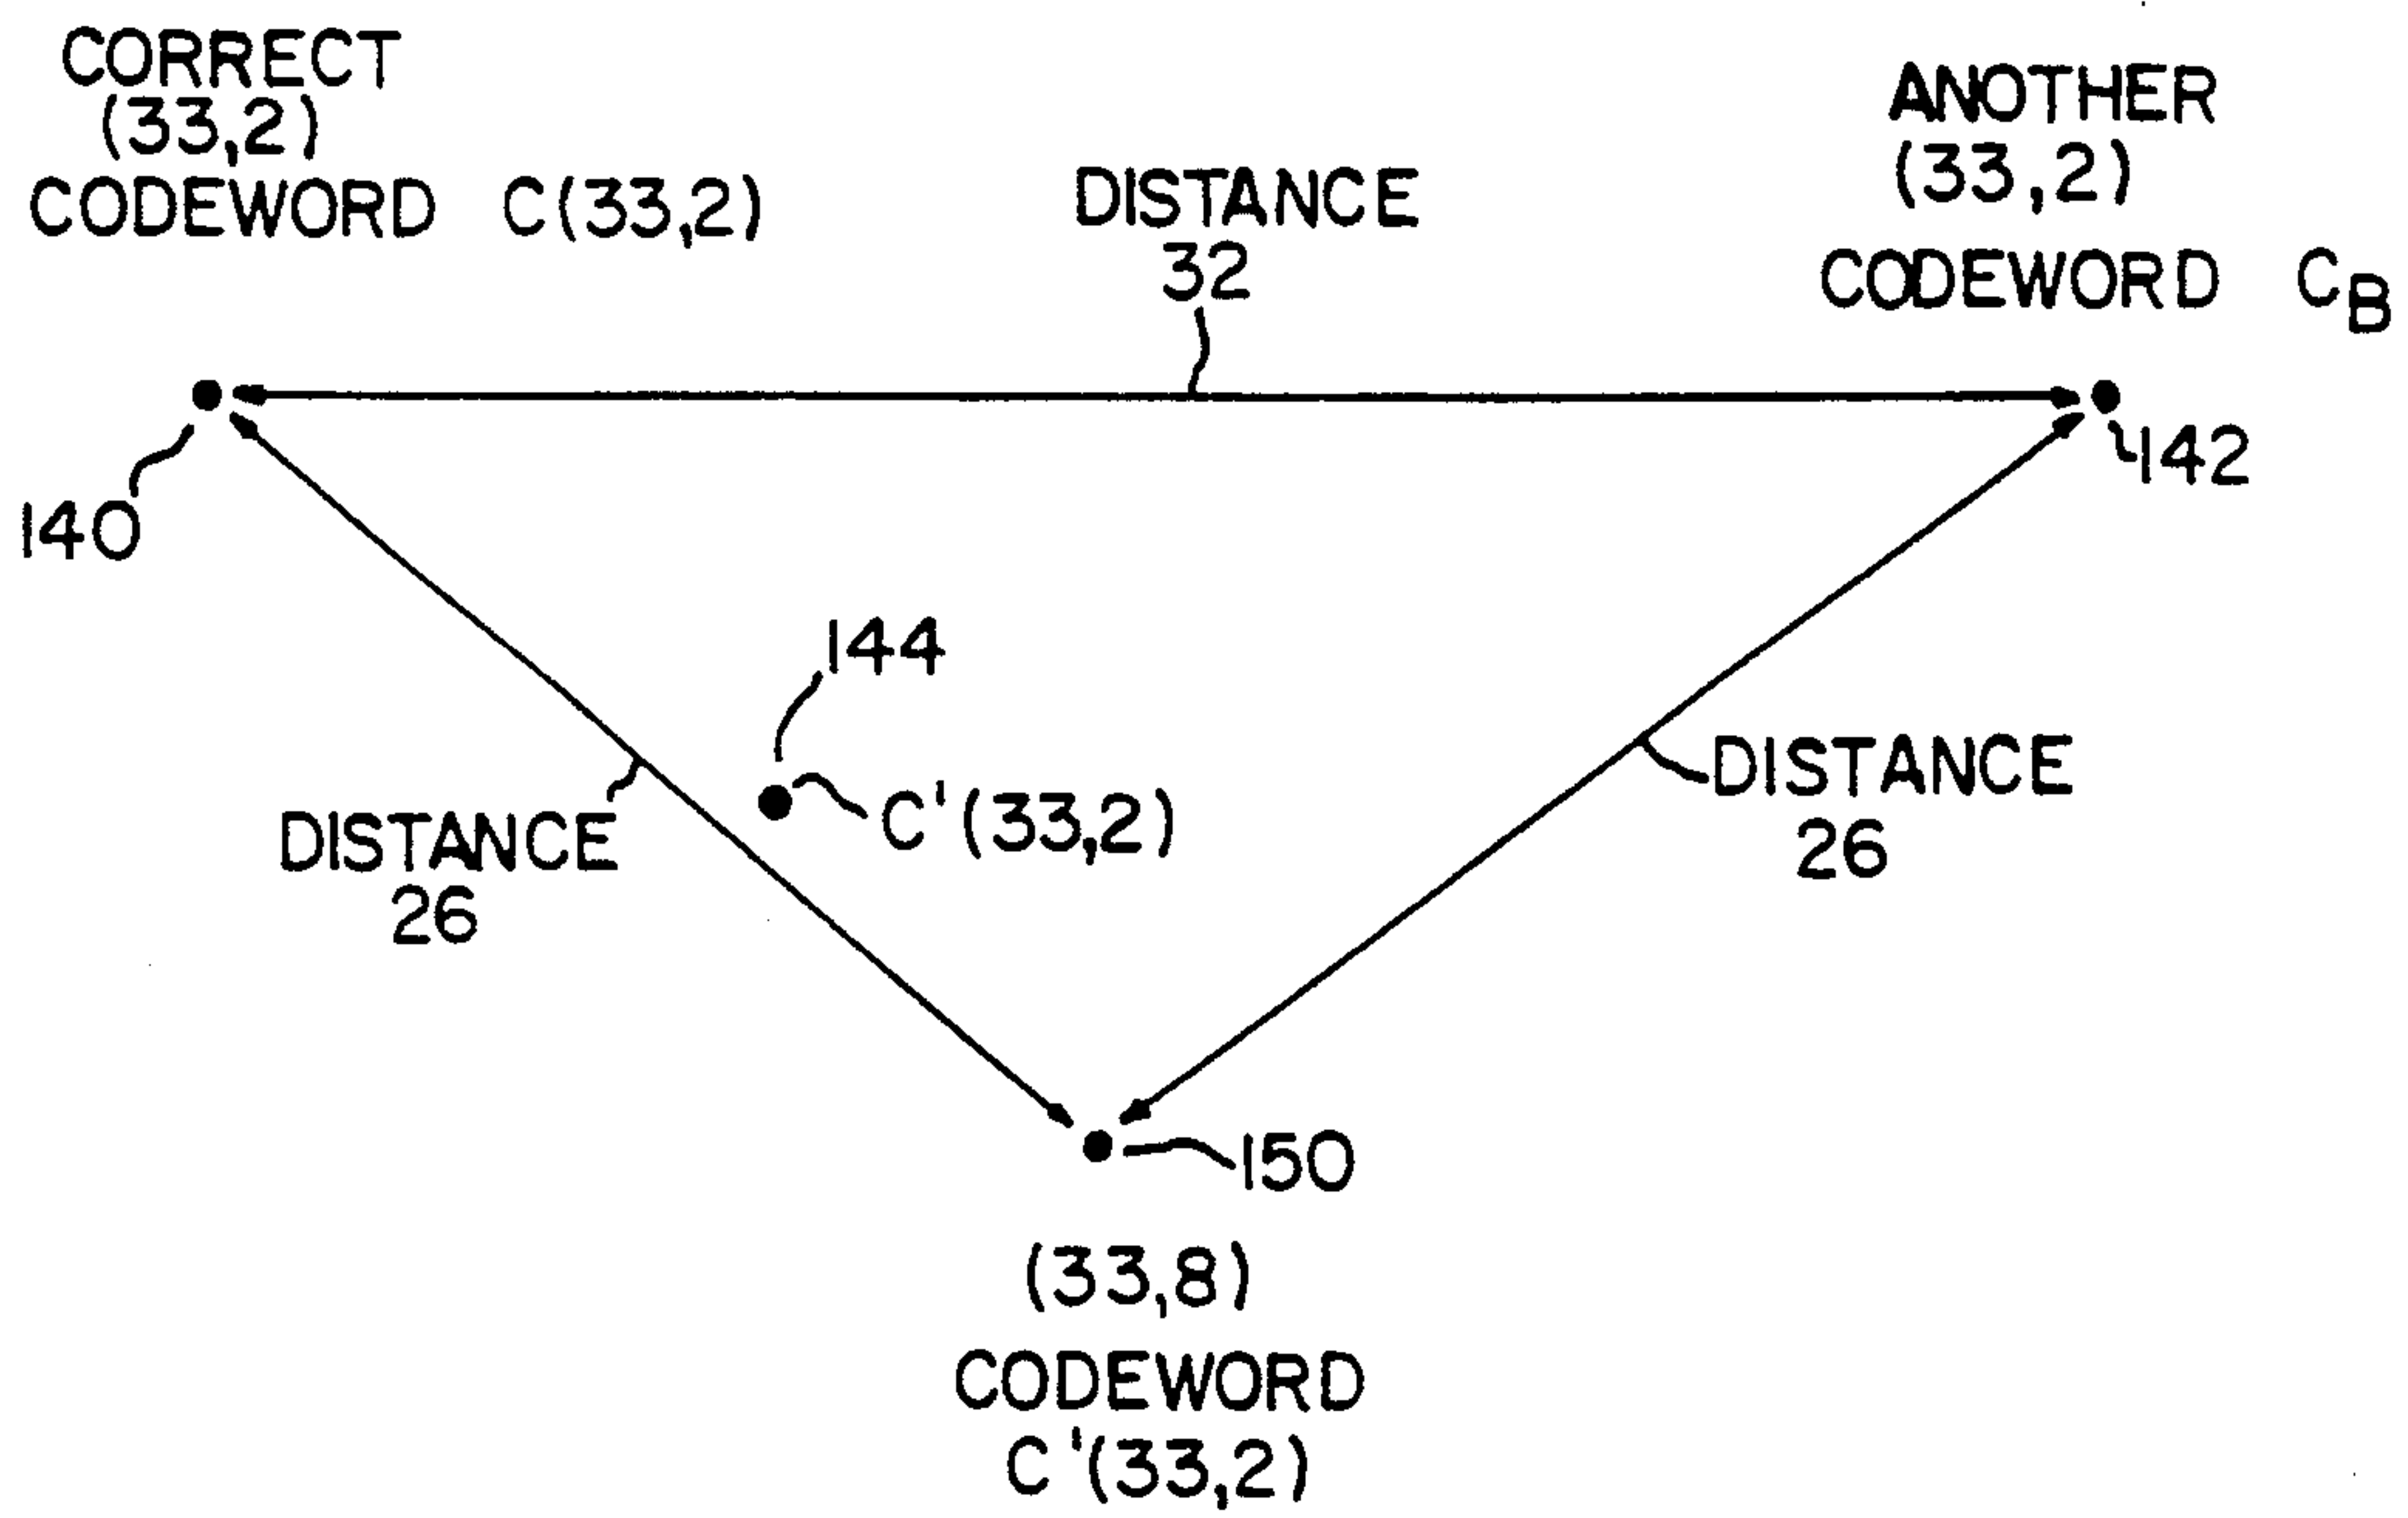 CORRECT
(33,2)
CODEWORD C(33,2)
DISTANCE
32
ANOTHER
(33,2)
CODEWORD CB
140
142
144
C'(33,2)
DISTANCE
26
DISTANCE
26
150
(33,8)
CODEWORD
C'(33,2)